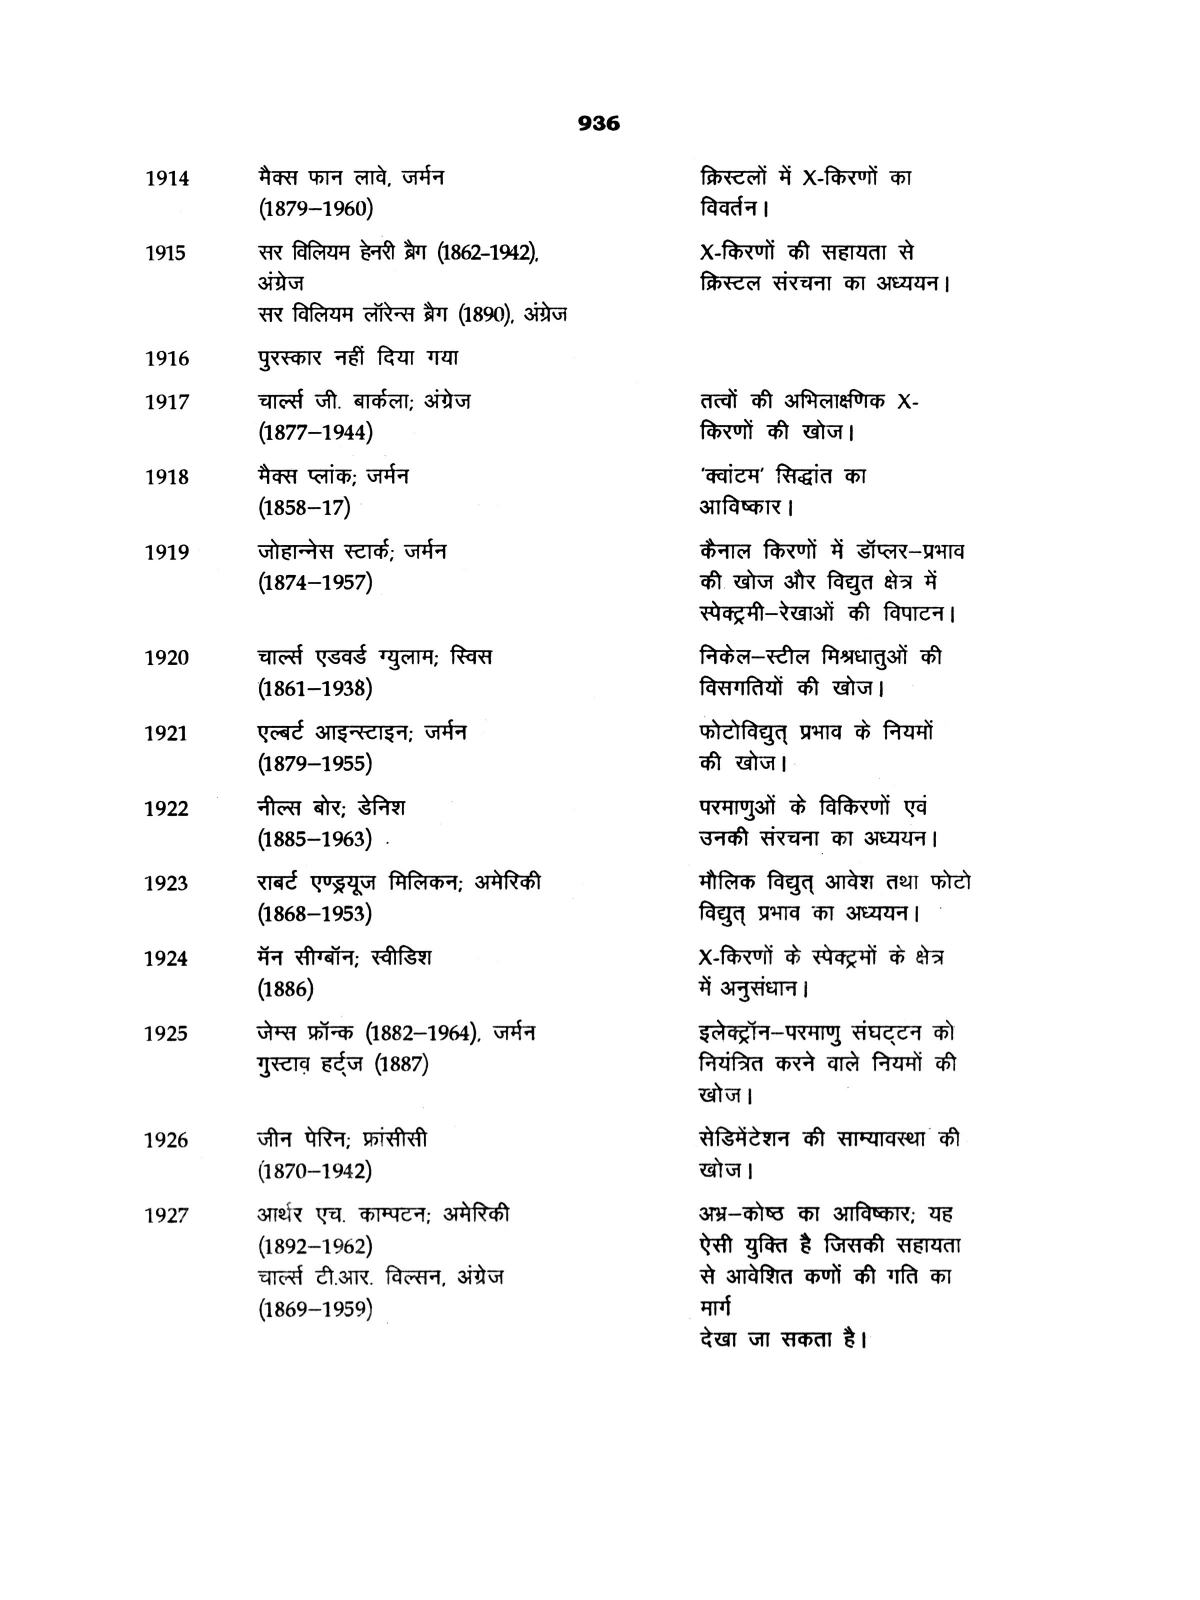 936
1914 मैक्स फान लावे, जर्मन क्रिस्टलों में X-किरणों का
(1879–1960) विवर्तन।
1915 सर विलियम हेनरी ब्रैग (1862-1942), X-किरणों की सहायता से
अंग्रेज क्रिस्टल संरचना का अध्ययन।
सर विलियम लॉरेन्स ब्रैग (1890), अंग्रेज
1916 पुरस्कार नहीं दिया गया
1917 चार्ल्स जी. बार्कला; अंग्रेज तत्वों की अभिलाक्षणिक X-
(1877–1944) किरणों की खोज।
1918 मैक्स प्लांक; जर्मन 'क्वांटम' सिद्धांत का
(1858–17) आविष्कार।
1919 जोहान्नेस स्टार्क; जर्मन कैनाल किरणों में डॉप्लर–प्रभाव
(1874–1957) की खोज और विद्युत क्षेत्र में
स्पेक्ट्रमी–रेखाओं की विपाटन।
1920 चार्ल्स एडवर्ड ग्युलाम; स्विस निकेल–स्टील मिश्रधातुओं की
(1861–1938) विसगतियों की खोज।
1921 एल्बर्ट आइन्स्टाइन; जर्मन फोटोविद्युत् प्रभाव के नियमों
(1879–1955) की खोज।
1922 नील्स बोर; डेनिश परमाणुओं के विकिरणों एवं
(1885–1963) उनकी संरचना का अध्ययन।
1923 राबर्ट एण्ड्रयूज मिलिकन; अमेरिकी मौलिक विद्युत् आवेश तथा फोटो
(1868–1953) विद्युत् प्रभाव का अध्ययन।
1924 मॅन सीग्बॉन; स्वीडिश X-किरणों के स्पेक्ट्रमों के क्षेत्र
(1886) में अनुसंधान।
1925 जेम्स फ्रॉन्क (1882–1964), जर्मन इलेक्ट्रॉन–परमाणु संघट्टन को
गुस्टाव़ हर्ट्ज (1887) नियंत्रित करने वाले नियमों की
खोज।
1926 जीन पेरिन; फ्रांसीसी सेडिमेंटेशन की साम्यावस्था की
(1870–1942) खोज।
1927 आर्थर एच. काम्पटन; अमेरिकी अभ्र–कोष्ठ का आविष्कार; यह
(1892–1962) ऐसी युक्ति है जिसकी सहायता
चार्ल्स टी.आर. विल्सन, अंग्रेज से आवेशित कणों की गति का
(1869–1959) मार्ग
देखा जा सकता है।